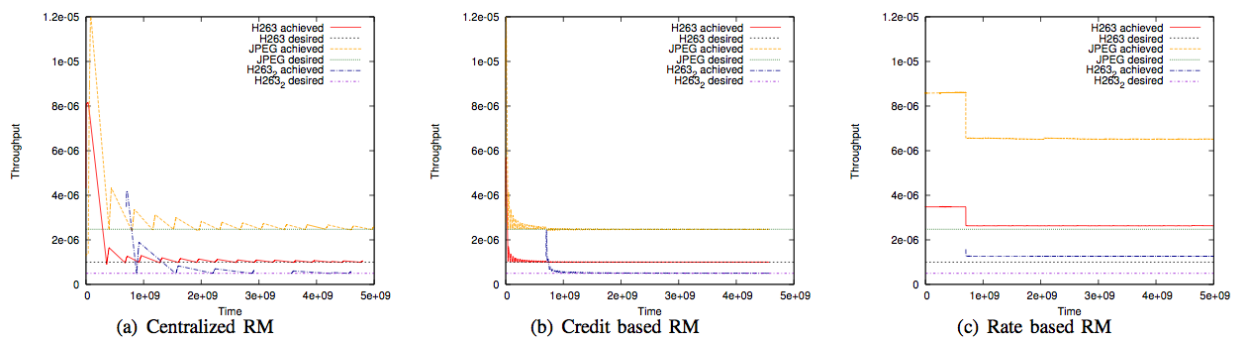 1.2e-05
1e-05
8e-06
6e-06
4e-06
2e-06
0
Throughput
H263 achieved
H263 desired
JPEG achieved
JPEG desired
H263₂ achieved
H263₂ desired
0
1e+09
2e+09
3e+09
4e+09
5e+09
Time
(a) Centralized RM
1.2e-05
1e-05
8e-06
6e-06
4e-06
2e-06
0
Throughput
H263 achieved
H263 desired
JPEG achieved
JPEG desired
H263₂ achieved
H263₂ desired
0
1e+09
2e+09
3e+09
4e+09
5e+09
Time
(b) Credit based RM
1.2e-05
1e-05
8e-06
6e-06
4e-06
2e-06
0
Throughput
H263 achieved
H263 desired
JPEG achieved
JPEG desired
H263₂ achieved
H263₂ desired
0
1e+09
2e+09
3e+09
4e+09
5e+09
Time
(c) Rate based RM